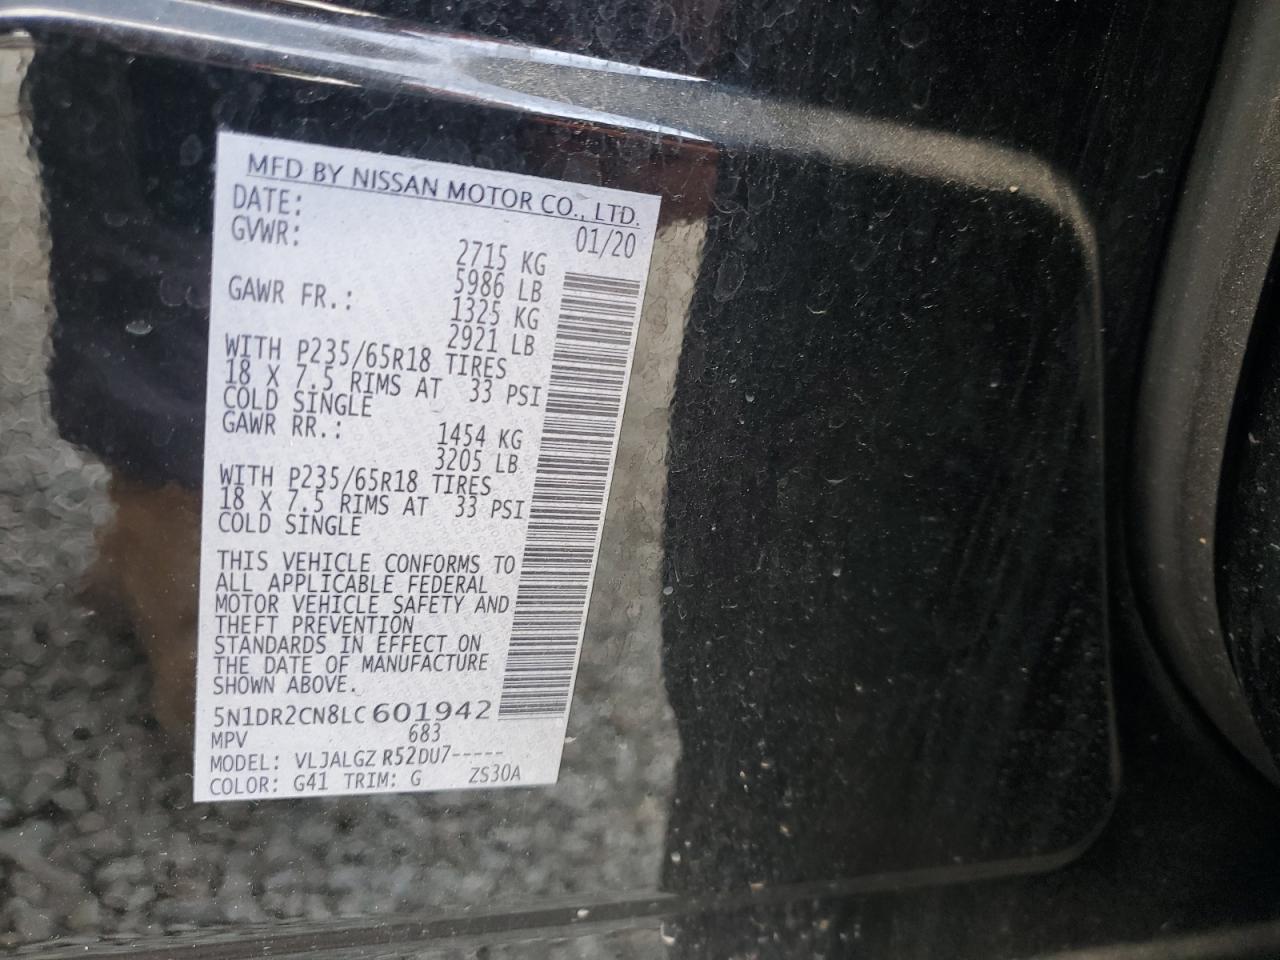 MFD BY NISSAN MOTOR CO., LTD.
DATE: 01/20
GVWR: 2715 KG
5986 LB
GAWR FR.: 1325 KG
2921 LB
WITH P235/65R18 TIRES
18 X 7.5 RIMS AT 33 PSI
COLD SINGLE
GAWR RR.: 1454 KG
3205 LB
WITH P235/65R18 TIRES
18 X 7.5 RIMS AT 33 PSI
COLD SINGLE
THIS VEHICLE CONFORMS TO
ALL APPLICABLE FEDERAL
MOTOR VEHICLE SAFETY AND
THEFT PREVENTION
STANDARDS IN EFFECT ON
THE DATE OF MANUFACTURE
SHOWN ABOVE.
5N1DR2CN8LC601942
MPV 683
MODEL: VLJALGZ R52DU7-----
COLOR: G41 TRIM: G ZS30A